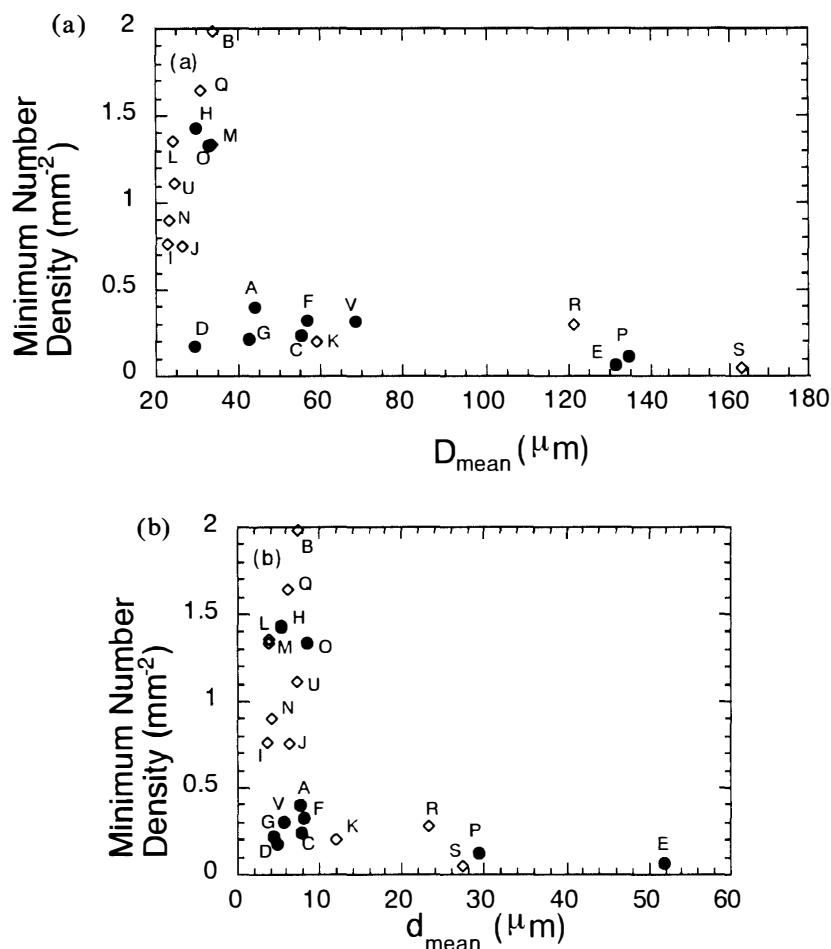 (a)
(a)
2
B
Q
1.5
H
M
L
O
U
1
N
I
J
0.5
A
F
V
R
D
G
C
K
E
P
S
0
20 40 60 80 100 120 140 160 180
Minimum Number
Density (mm-2)
Dmean (μm)
(b)
(b)
2
B
Q
1.5
L
H
M
O
U
1
N
I
J
0.5
A
V
F
G
K
R
P
D
C
S
E
0
0 10 20 30 40 50 60
Minimum Number
Density (mm-2)
dmean (μm)